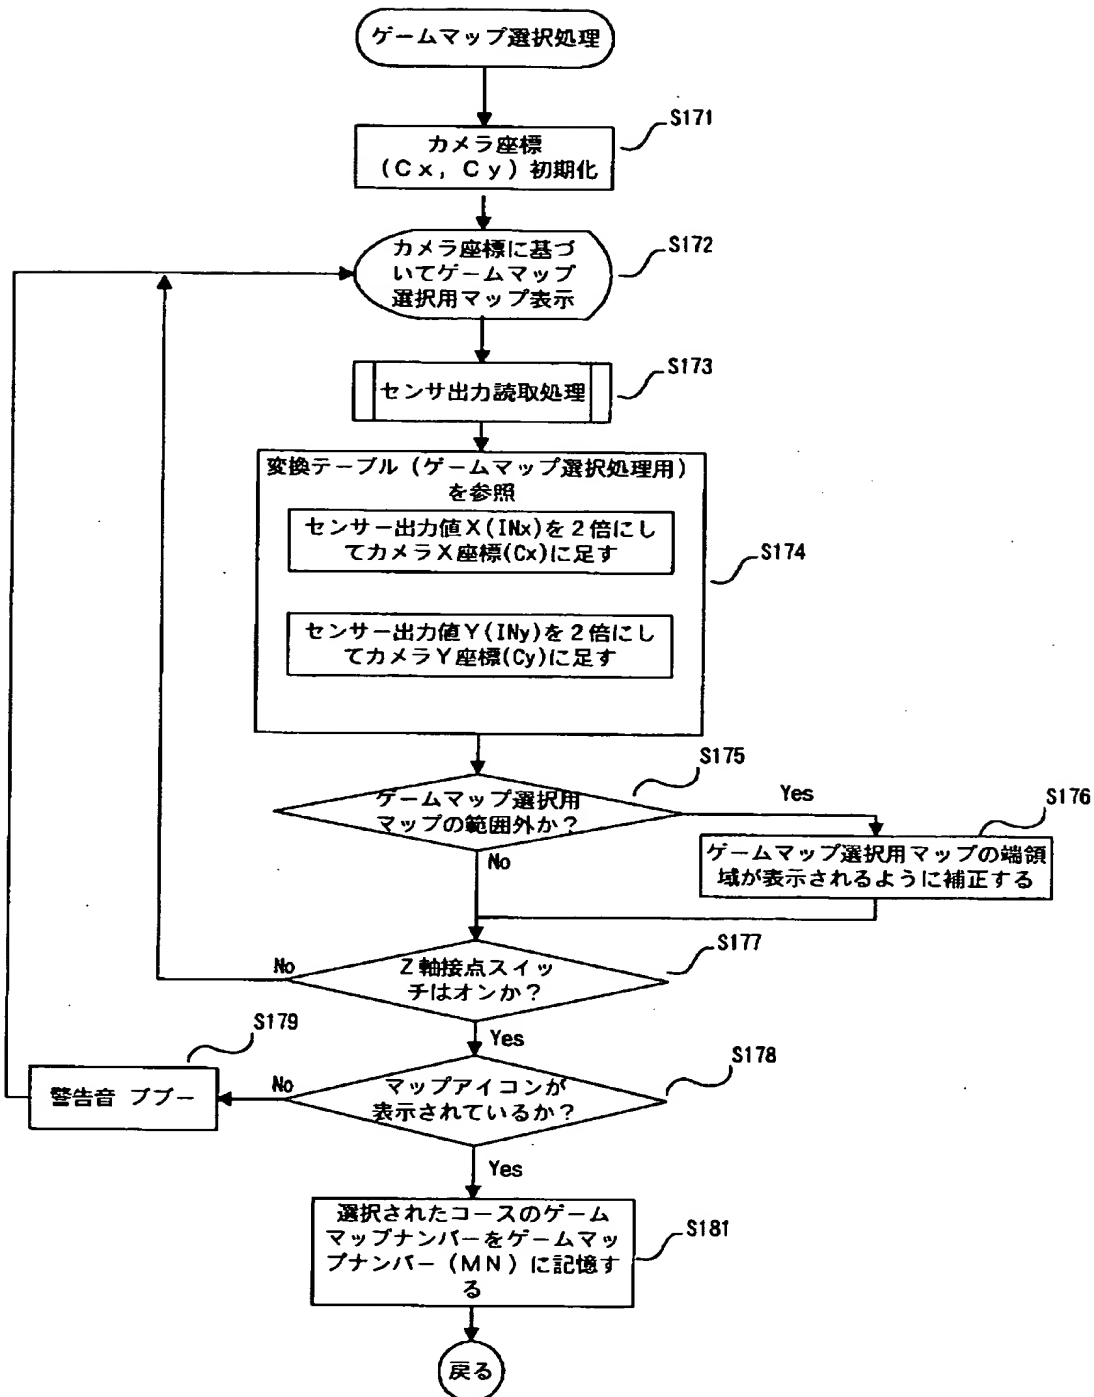 ゲームマップ選択処理
S171
カメラ座標
(Cx, Cy) 初期化
S172
カメラ座標に基づ
いてゲームマップ
選択用マップ表示
S173
センサ出力読取処理
変換テーブル(ゲームマップ選択処理用)
を参照
センサー出力値X(INx)を2倍にし
てカメラX座標(Cx)に足す
S174
センサー出力値Y(INy)を2倍にし
てカメラY座標(Cy)に足す
S175
ゲームマップ選択用
マップの範囲外か?
Yes
S176
No
ゲームマップ選択用マップの端領
域が表示されるように補正する
S177
No
Z軸接点スイッ
チはオンか?
Yes
S179
S178
警告音 ブブー
No
マップアイコンが
表示されているか?
Yes
選択されたコースのゲーム
マップナンバーをゲームマッ
プナンバー(MN)に記憶す
る
S181
戻る